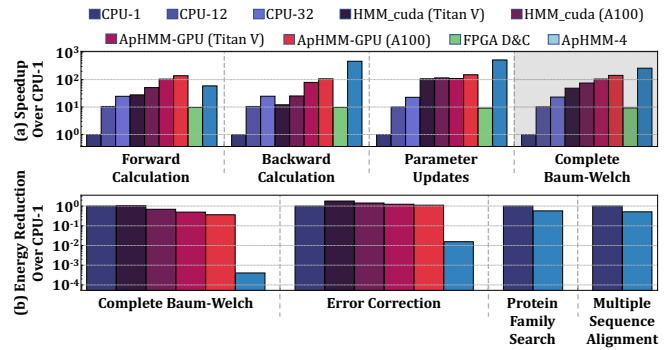 CPU-1 CPU-12 CPU-32 HMM_cuda (Titan V) HMM_cuda (A100)
ApHMM-GPU (Titan V) ApHMM-GPU (A100) FPGA D&C ApHMM-4
(a) Speedup
Over CPU-1
10³
10²
10¹
10⁰
Forward
Calculation
Backward
Calculation
Parameter
Updates
Complete
Baum-Welch
(b) Energy Reduction
Over CPU-1
10⁰
10⁻¹
10⁻²
10⁻³
10⁻⁴
Complete Baum-Welch
Error Correction
Protein
Family
Search
Multiple
Sequence
Alignment